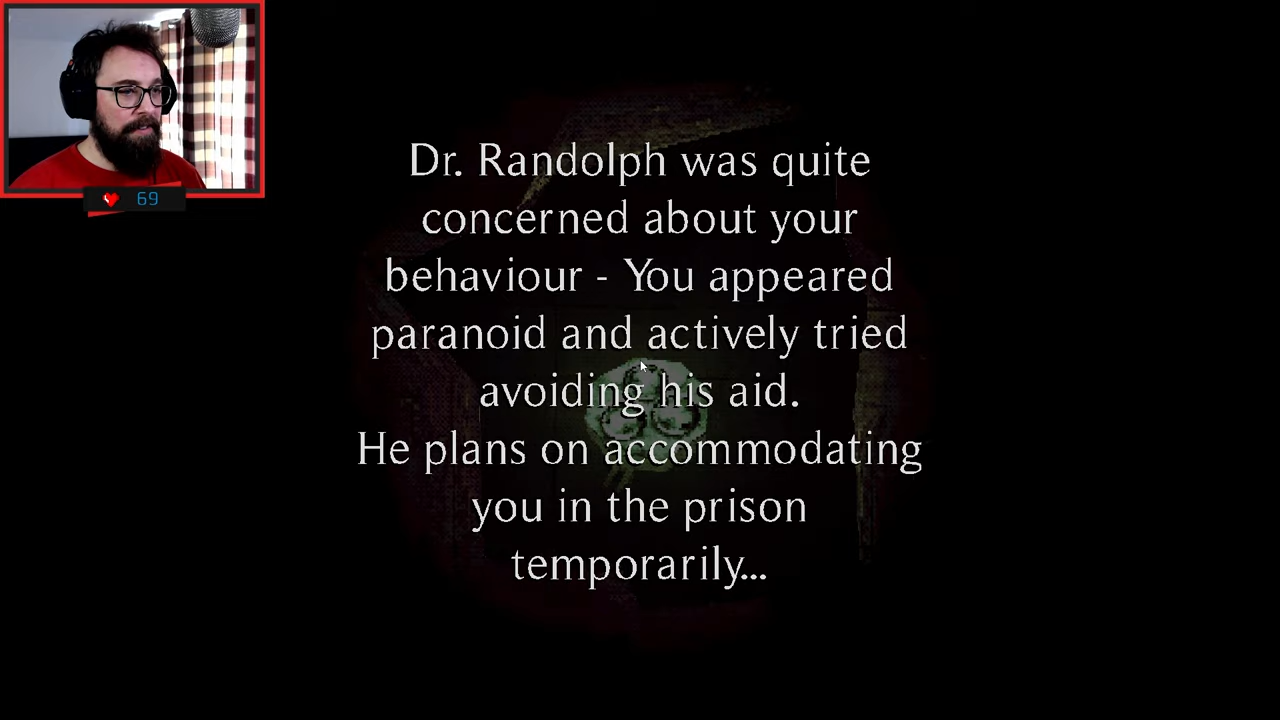 69
Dr. Randolph was quite
concerned about your
behaviour - You appeared
paranoid and actively tried
avoiding his aid.
He plans on accommodating
you in the prison
temporarily...